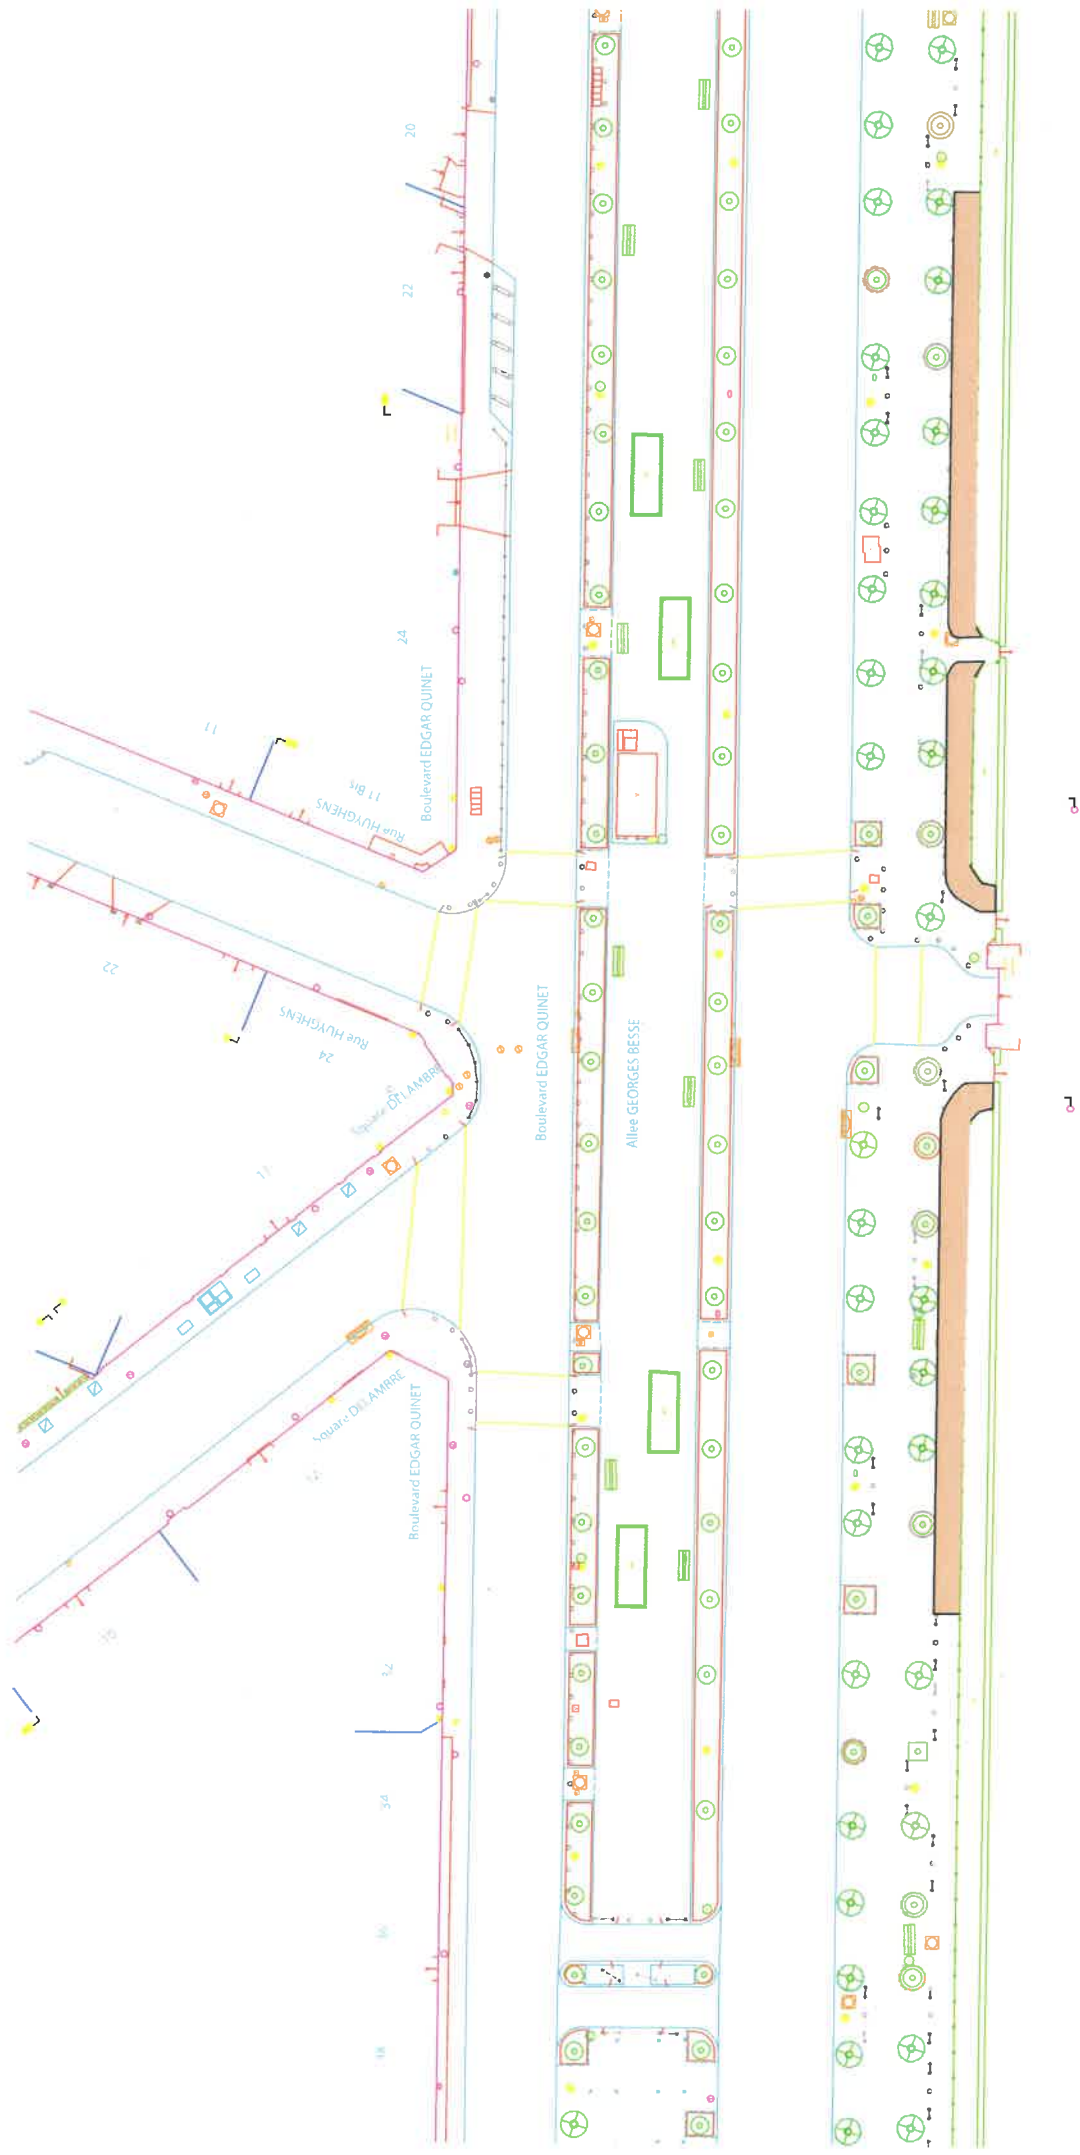 20
22
24
Boulevard EDGAR QUINET
11
11 Bis
Rue HUYGHENS
22
Rue HUYGHENS
24
Square DELAMBRE
Boulevard EDGAR QUINET
Allee GEORGES BESSE
Square DELAMBRE
Boulevard EDGAR QUINET
34